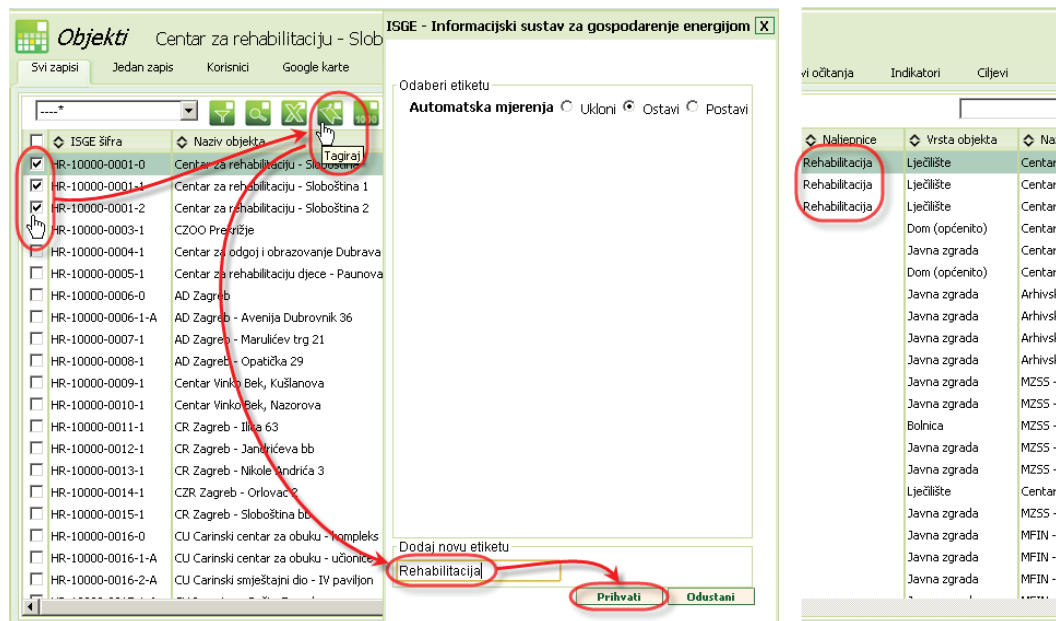 Objekti Centar za rehabilitaciju - Slob
Svi zapisi Jedan zapis Korisnici Google karte
----*
1000
Tagiraj
ISGE šifra Naziv objekta
HR-10000-0001-0 Centar za rehabilitaciju - Sloboština
HR-10000-0001-1 Centar za rehabilitaciju - Sloboština 1
HR-10000-0001-2 Centar za rehabilitaciju - Sloboština 2
HR-10000-0003-1 CZOO Prekrižje
HR-10000-0004-1 Centar za odgoj i obrazovanje Dubrava
HR-10000-0005-1 Centar za rehabilitaciju djece - Paunova
HR-10000-0006-0 AD Zagreb
HR-10000-0006-1-A AD Zagreb - Avenija Dubrovnik 36
HR-10000-0007-1 AD Zagreb - Marulićev trg 21
HR-10000-0008-1 AD Zagreb - Opatička 29
HR-10000-0009-1 Centar Vinko Bek, Kušlanova
HR-10000-0010-1 Centar Vinko Bek, Nazorova
HR-10000-0011-1 CR Zagreb - Ilica 63
HR-10000-0012-1 CR Zagreb - Jandrićeva bb
HR-10000-0013-1 CR Zagreb - Nikole Andrića 3
HR-10000-0014-1 CZR Zagreb - Orlovac 2
HR-10000-0015-1 CR Zagreb - Sloboština bb
HR-10000-0016-0 CU Carinski centar za obuku - kompleks
HR-10000-0016-1-A CU Carinski centar za obuku - učionice
HR-10000-0016-2-A CU Carinski smještajni dio - IV paviljon
ISGE - Informacijski sustav za gospodarenje energijom X
Odaberi etiketu
Automatska mjerenja Ukloni Ostavi Postavi
Dodaj novu etiketu
Rehabilitacija
Prihvati Odustani
vi očitanja Indikatori Ciljevi
Naljepnice Vrsta objekta Na
Rehabilitacija Lječilište Centar
Rehabilitacija Lječilište Centar
Rehabilitacija Lječilište Centar
Dom (općenito) Centar
Javna zgrada Centar
Dom (općenito) Centar
Javna zgrada Arhivsk
Javna zgrada Arhivsk
Javna zgrada Arhivsk
Javna zgrada Arhivsk
Javna zgrada MZSS -
Javna zgrada MZSS -
Bolnica MZSS -
Javna zgrada MZSS -
Javna zgrada MZSS -
Lječilište Centar
Javna zgrada MZSS -
Javna zgrada MFIN -
Javna zgrada MFIN -
Javna zgrada MFIN -